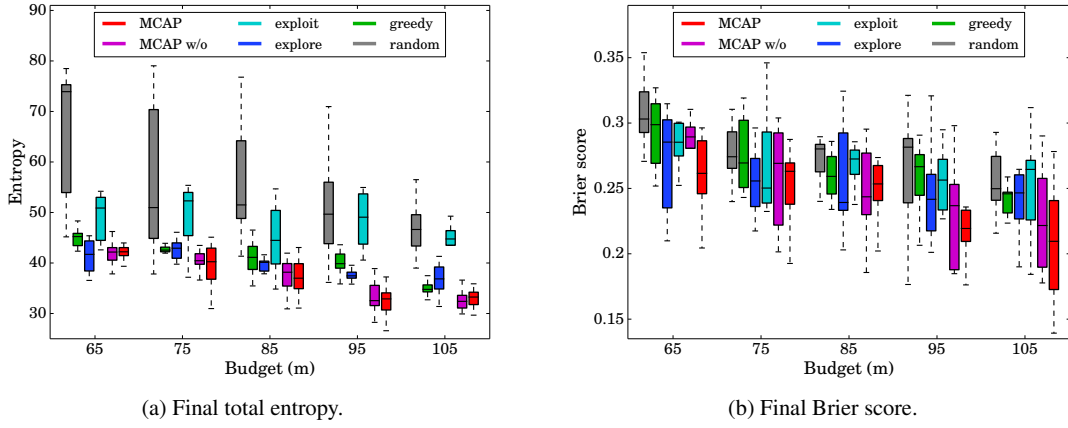 90
80
70
60
50
40
30
Entropy
MCAP
MCAP w/o
exploit
explore
greedy
random
65
75
85
95
105
Budget (m)
(a) Final total entropy.
0.35
0.3
0.25
0.2
0.15
Brier score
MCAP
MCAP w/o
exploit
explore
greedy
random
65
75
85
95
105
Budget (m)
(b) Final Brier score.